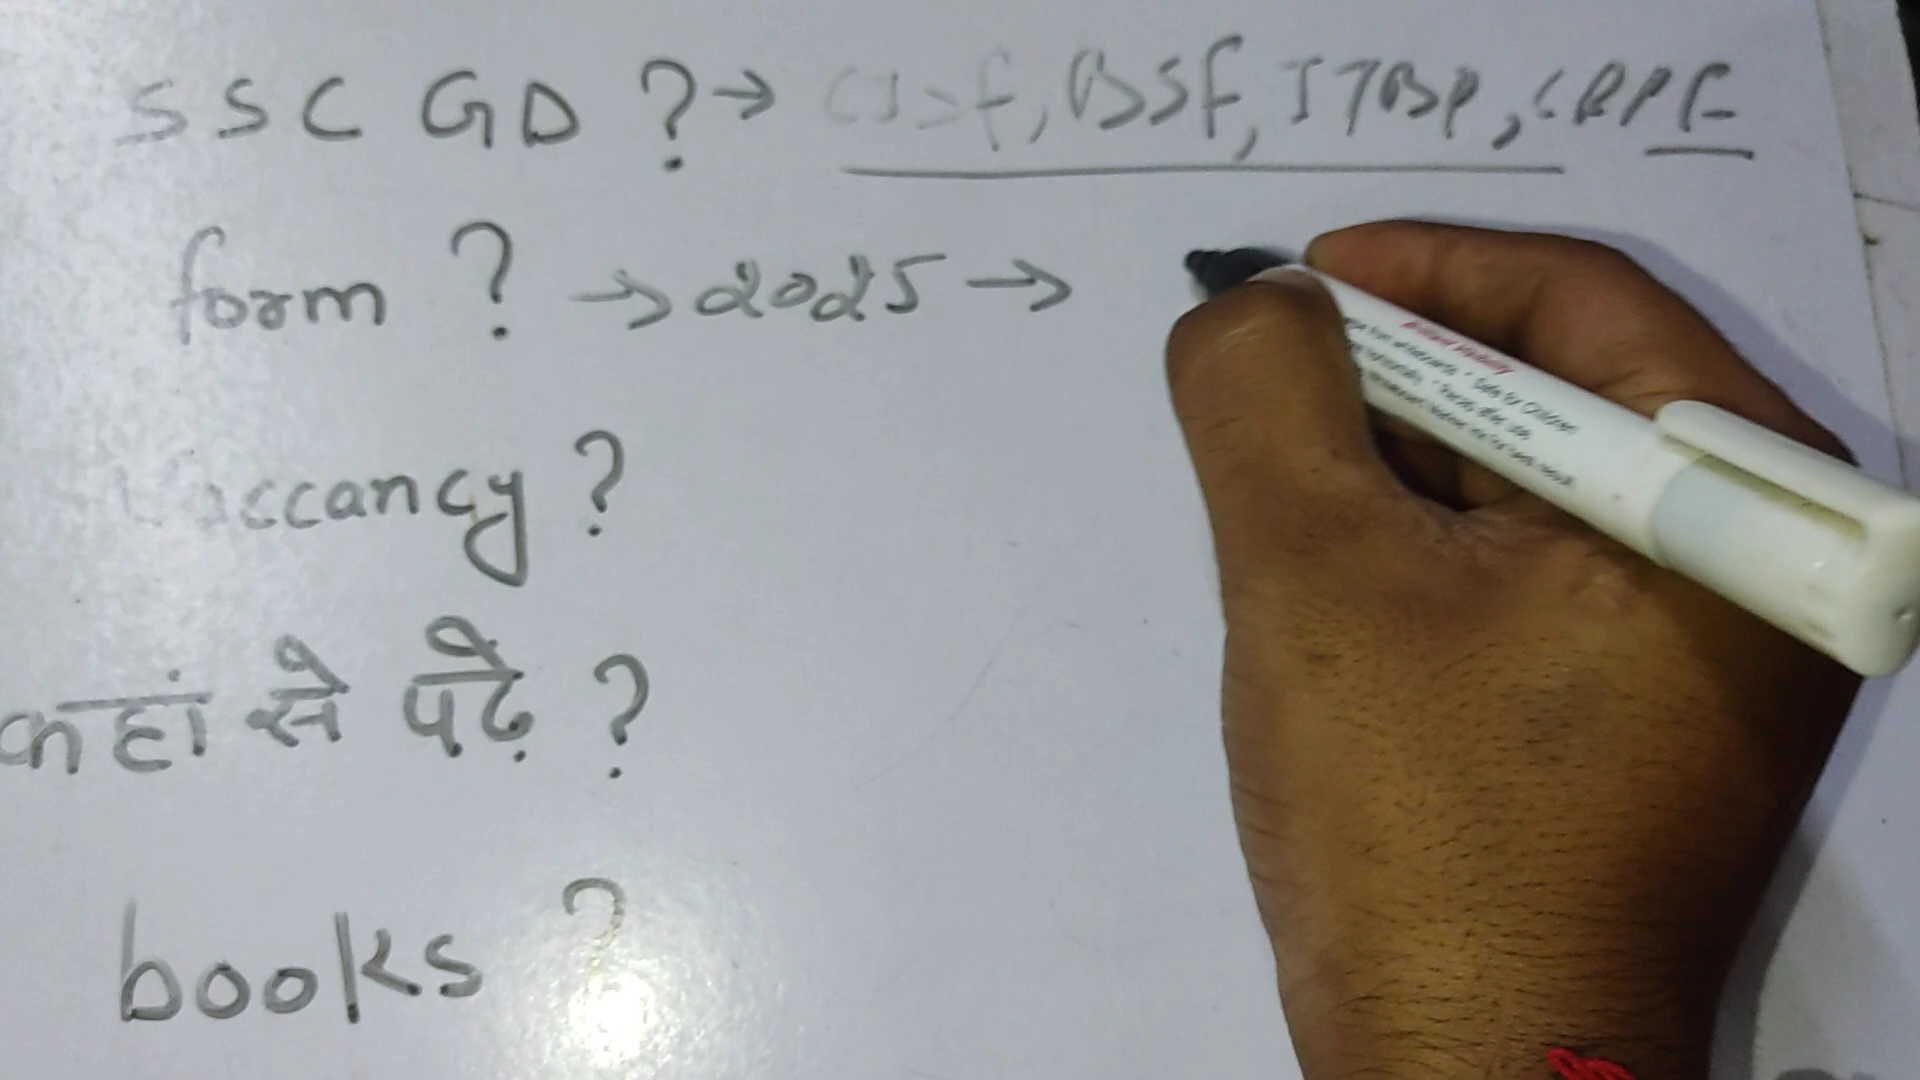 SSC GD ? → CISF, BSF, ITBP, CRPF
form ? → 2025 →
Vaccancy ?
कहां से पढ़े ?
books ?